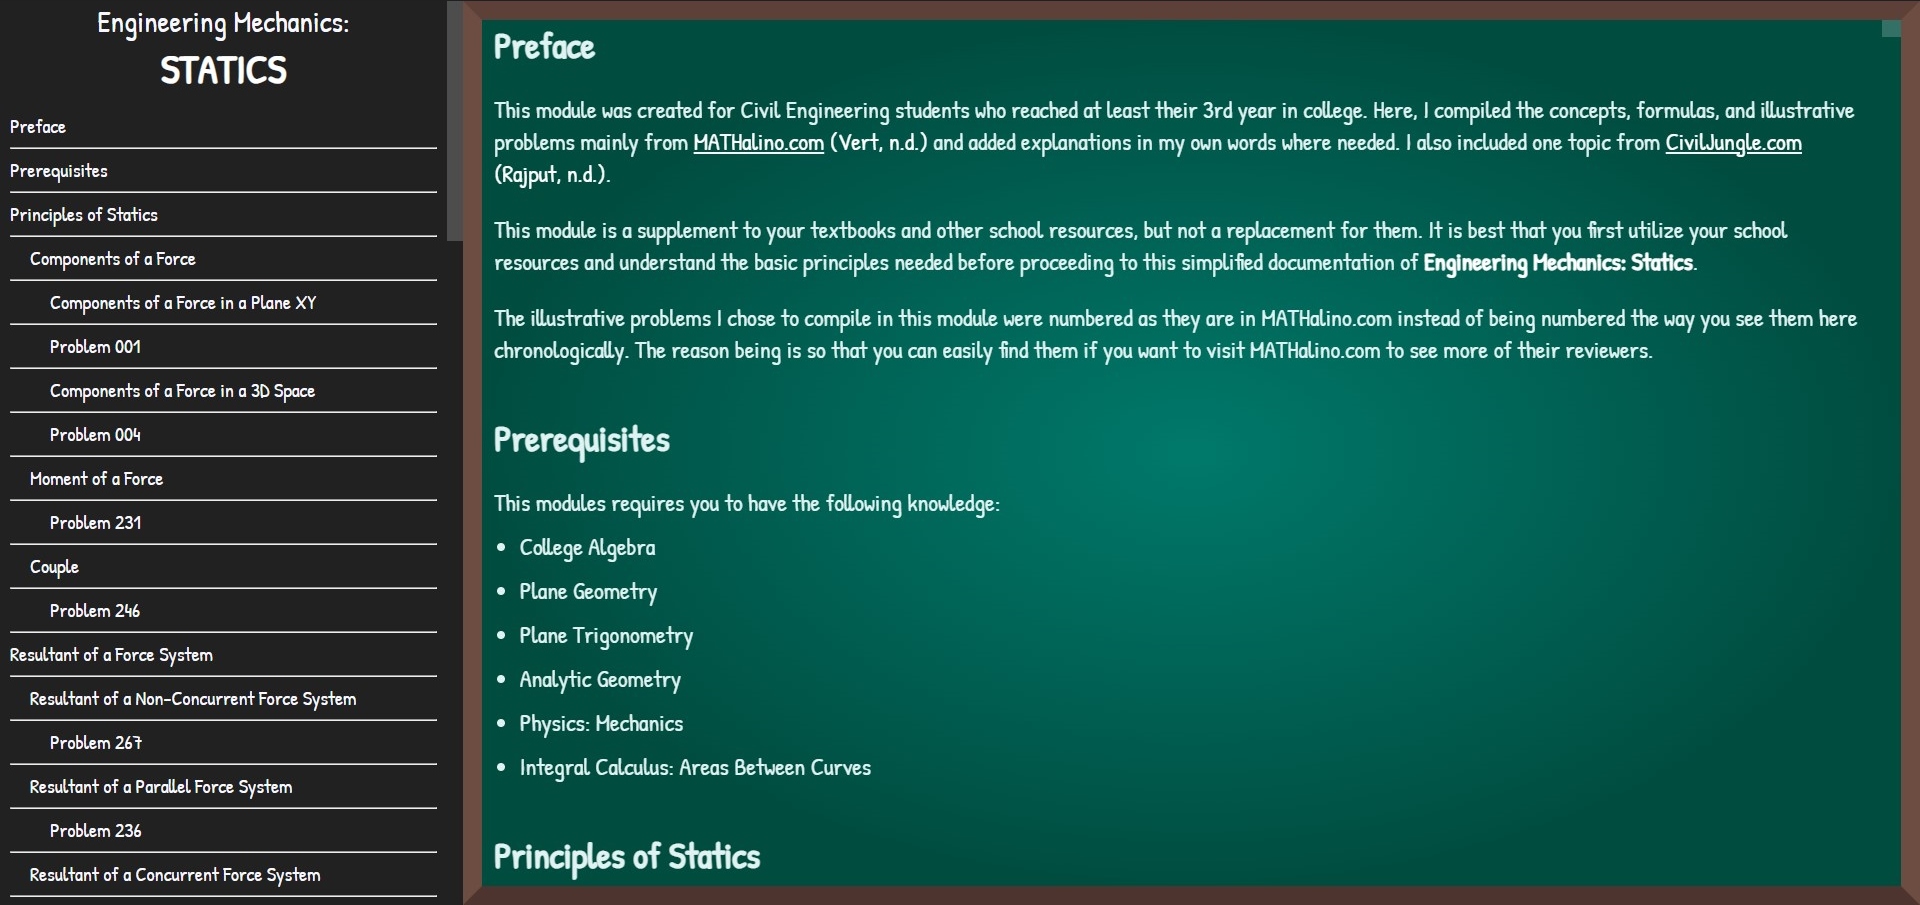 Engineering Mechanics:
STATICS
Preface
Prerequisites
Principles of Statics
Components of a Force
Components of a Force in a Plane XY
Problem 001
Components of a Force in a 3D Space
Problem 004
Moment of a Force
Problem 231
Couple
Problem 246
Resultant of a Force System
Resultant of a Non-Concurrent Force System
Problem 267
Resultant of a Parallel Force System
Problem 236
Resultant of a Concurrent Force System
Preface
This module was created for Civil Engineering students who reached at least their 3rd year in college. Here, I compiled the concepts, formulas, and illustrative
problems mainly from MATHalino.com (Vert, n.d.) and added explanations in my own words where needed. I also included one topic from CivilJungle.com
(Rajput, n.d.).
This module is a supplement to your textbooks and other school resources, but not a replacement for them. It is best that you first utilize your school
resources and understand the basic principles needed before proceeding to this simplified documentation of Engineering Mechanics: Statics.
The illustrative problems I chose to compile in this module were numbered as they are in MATHalino.com instead of being numbered the way you see them here
chronologically. The reason being is so that you can easily find them if you want to visit MATHalino.com to see more of their reviewers.
Prerequisites
This modules requires you to have the following knowledge:
• College Algebra
• Plane Geometry
• Plane Trigonometry
• Analytic Geometry
• Physics: Mechanics
• Integral Calculus: Areas Between Curves
Principles of Statics